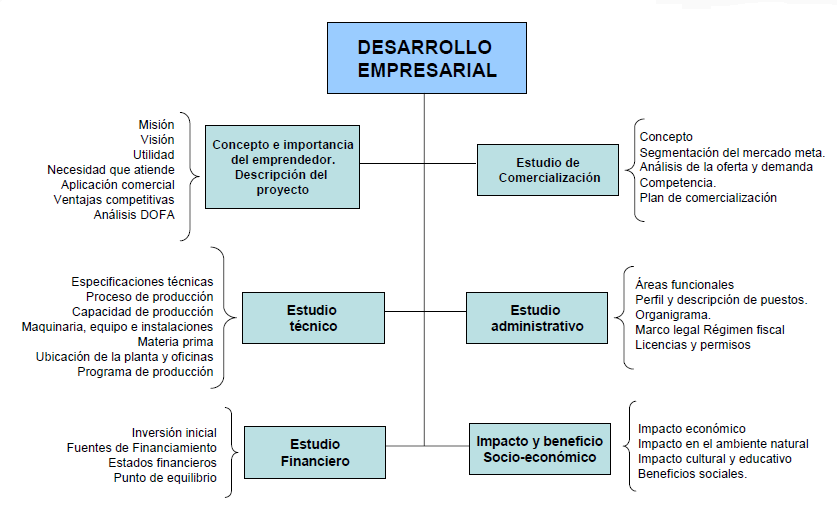 DESARROLLO
EMPRESARIAL
Misión
Visión
Utilidad
Necesidad que atiende
Aplicación comercial
Ventajas competitivas
Análisis DOFA
Concepto e importancia
del emprendedor.
Descripción del
proyecto
Estudio de
Comercialización
Concepto
Segmentación del mercado meta.
Análisis de la oferta y demanda
Competencia.
Plan de comercialización
Especificaciones técnicas
Proceso de producción
Capacidad de producción
Maquinaria, equipo e instalaciones
Materia prima
Ubicación de la planta y oficinas
Programa de producción
Estudio
técnico
Estudio
administrativo
Áreas funcionales
Perfil y descripción de puestos.
Organigrama.
Marco legal Régimen fiscal
Licencias y permisos
Inversión inicial
Fuentes de Financiamiento
Estados financieros
Punto de equilibrio
Estudio
Financiero
Impacto y beneficio
Socio-económico
Impacto económico
Impacto en el ambiente natural
Impacto cultural y educativo
Beneficios sociales.